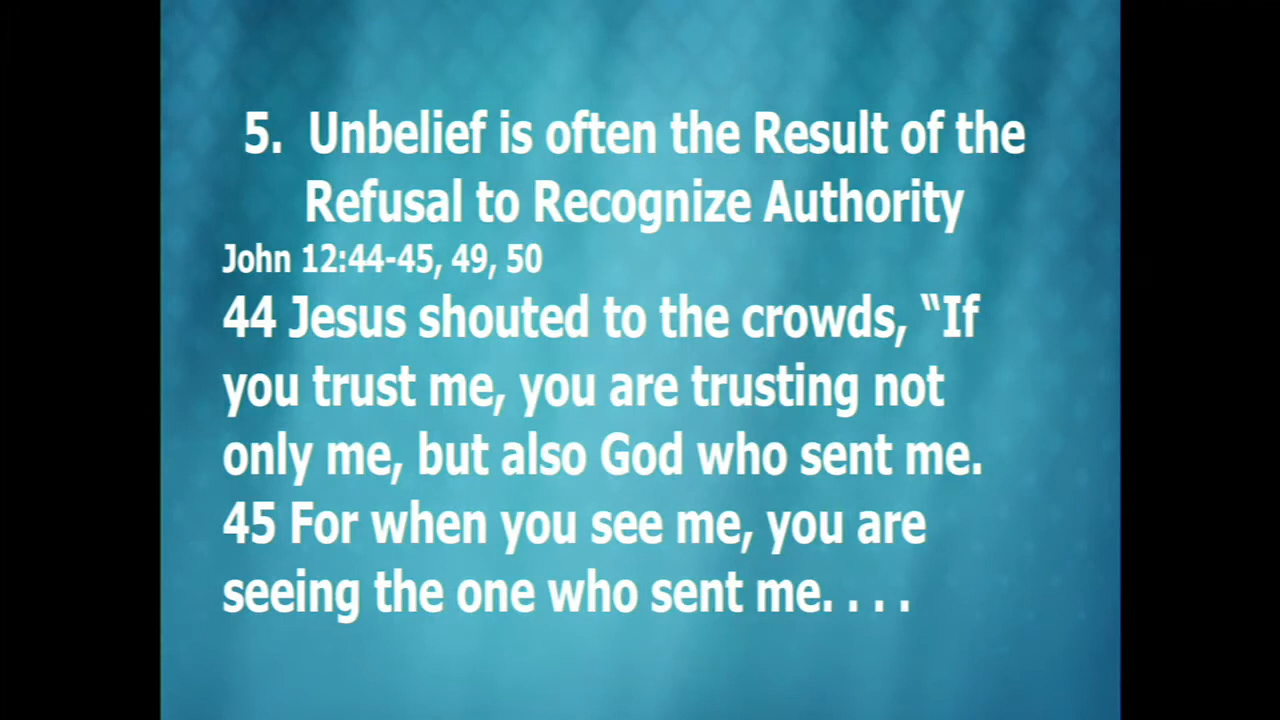 5. Unbelief is often the Result of the
Refusal to Recognize Authority
John 12:44-45, 49, 50
44 Jesus shouted to the crowds, “If
you trust me, you are trusting not
only me, but also God who sent me.
45 For when you see me, you are
seeing the one who sent me. . . .